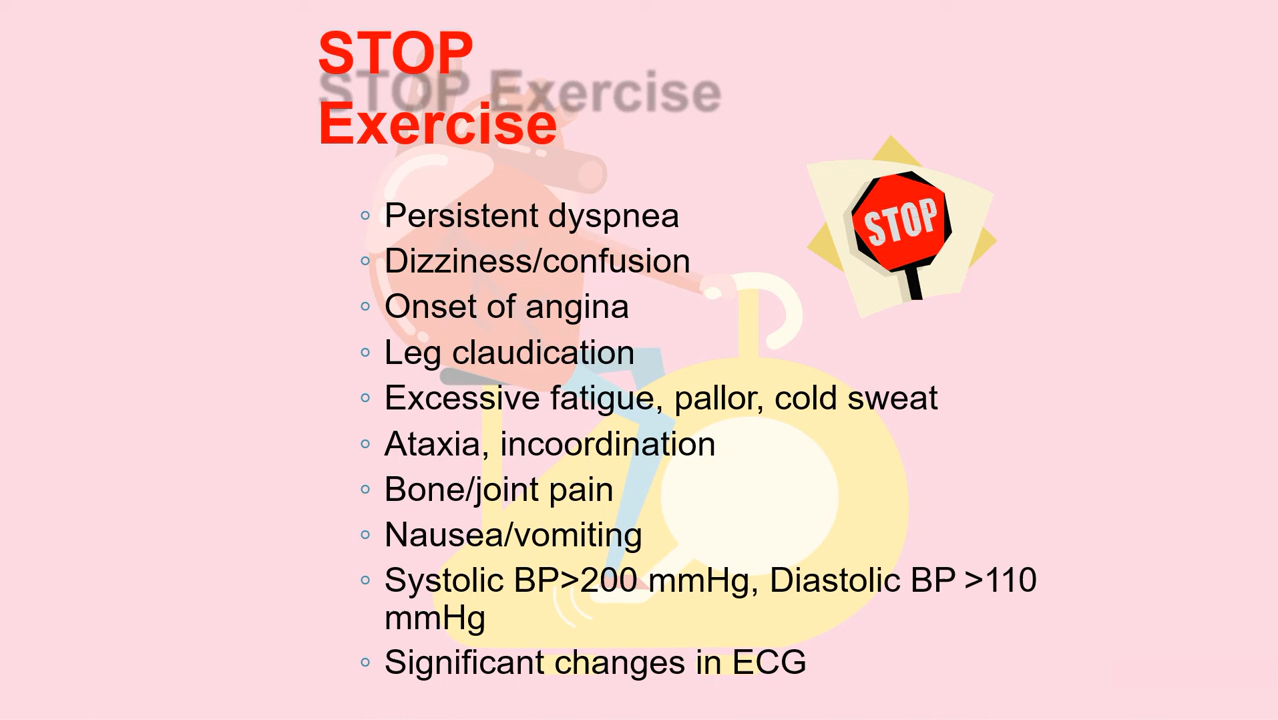 STOP
STOP Exercise
Exercise
STOP
◦ Persistent dyspnea
◦ Dizziness/confusion
◦ Onset of angina
◦ Leg claudication
◦ Excessive fatigue, pallor, cold sweat
◦ Ataxia, incoordination
◦ Bone/joint pain
◦ Nausea/vomiting
◦ Systolic BP>200 mmHg, Diastolic BP >110
mmHg
◦ Significant changes in ECG